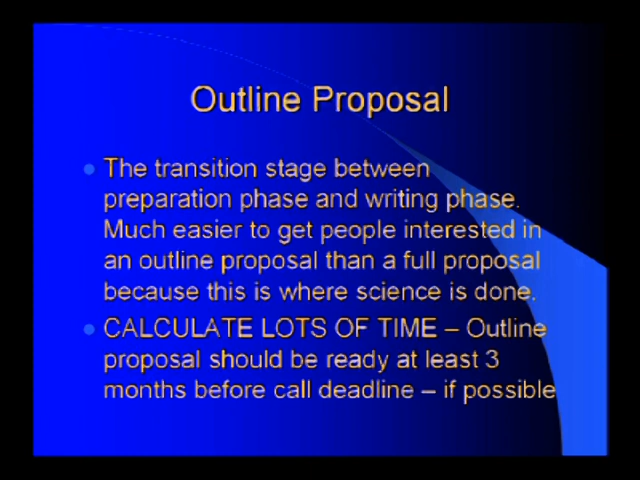 Outline Proposal
The transition stage between
preparation phase and writing phase.
Much easier to get people interested in
an outline proposal than a full proposal
because this is where science is done.
CALCULATE LOTS OF TIME – Outline
proposal should be ready at least 3
months before call deadline – if possible